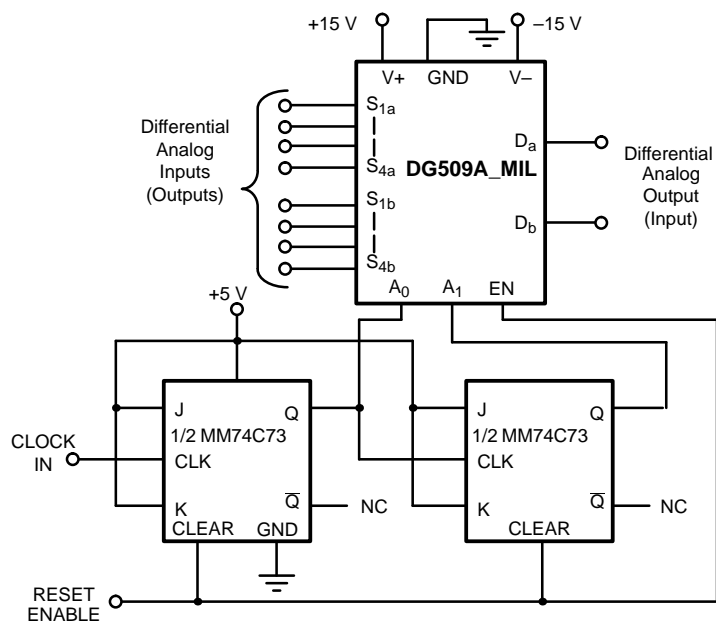 +15 V
−15 V
V+
GND
V−
Differential
Analog
Inputs
(Outputs)
S1a
S4a
S1b
S4b
DG509A_MIL
Da
Db
Differential
Analog
Output
(Input)
A0
A1
EN
+5 V
CLOCK
IN
J
Q
1/2 MM74C73
CLK
K
Q̅
NC
CLEAR
GND
J
Q
1/2 MM74C73
CLK
K
Q̅
NC
CLEAR
RESET
ENABLE